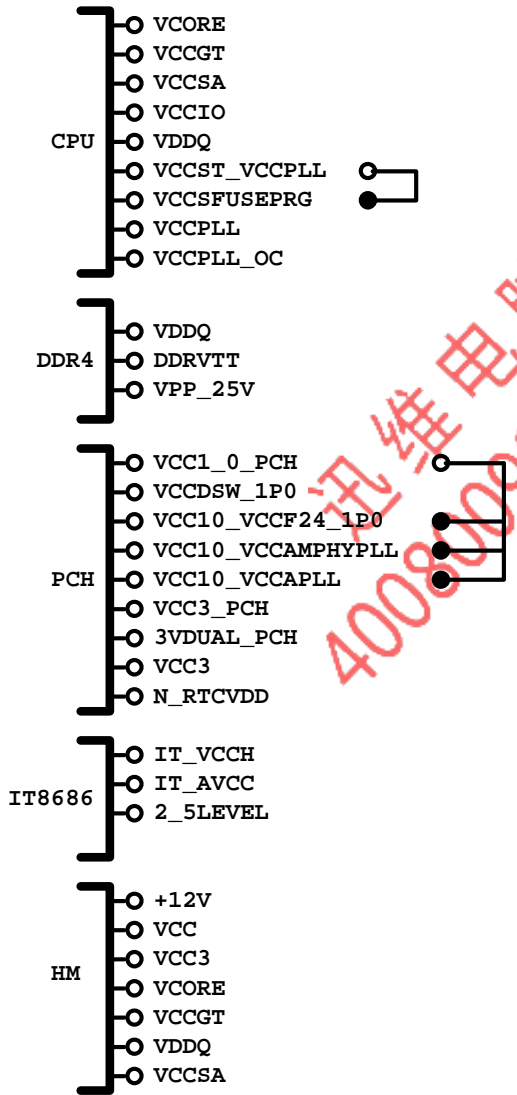 VCORE
VCCGT
VCCSA
VCCIO
CPU
VDDQ
VCCST_VCCPLL
VCCSFUSEPRG
VCCPLL
VCCPLL_OC
VDDQ
DDR4
DDRVTT
VPP_25V
VCC1_0_PCH
VCCDSW_1P0
VCC10_VCCF24_1P0
VCC10_VCCAMPHYPLL
PCH
VCC10_VCCAPLL
VCC3_PCH
3VDUAL_PCH
VCC3
N_RTCVDD
IT_VCCH
IT8686
IT_AVCC
2_5LEVEL
+12V
VCC
HM
VCC3
VCORE
VCCGT
VDDQ
VCCSA
迅维电
400800